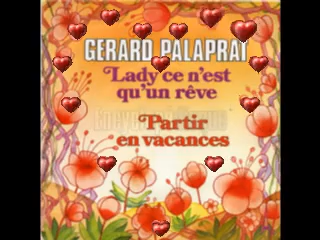 GERARD PALAPRAT
Lady ce n'est
qu'un rêve
Partir
en vacances